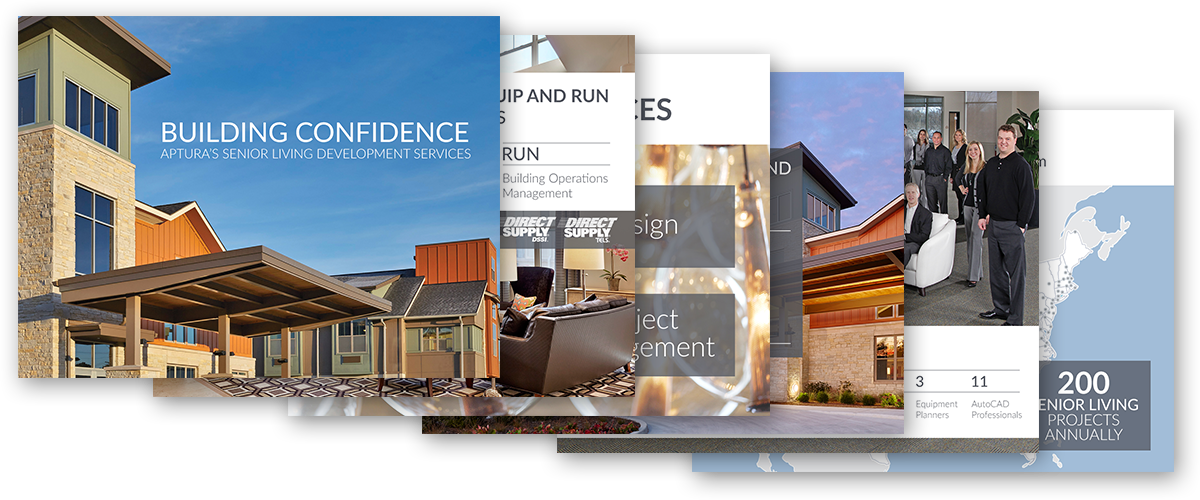 BUILDING CONFIDENCE
APTURA'S SENIOR LIVING DEVELOPMENT SERVICES
UIP AND RUN
S
RUN
Building Operations
Management
DIRECT
SUPPLY
DSSI.
DIRECT
SUPPLY
TELS.
CES
sign
ject
gement
ND
3
11
Equipment
Planners
AutoCAD
Professionals
m
200
ENIOR LIVING
PROJECTS
ANNUALLY